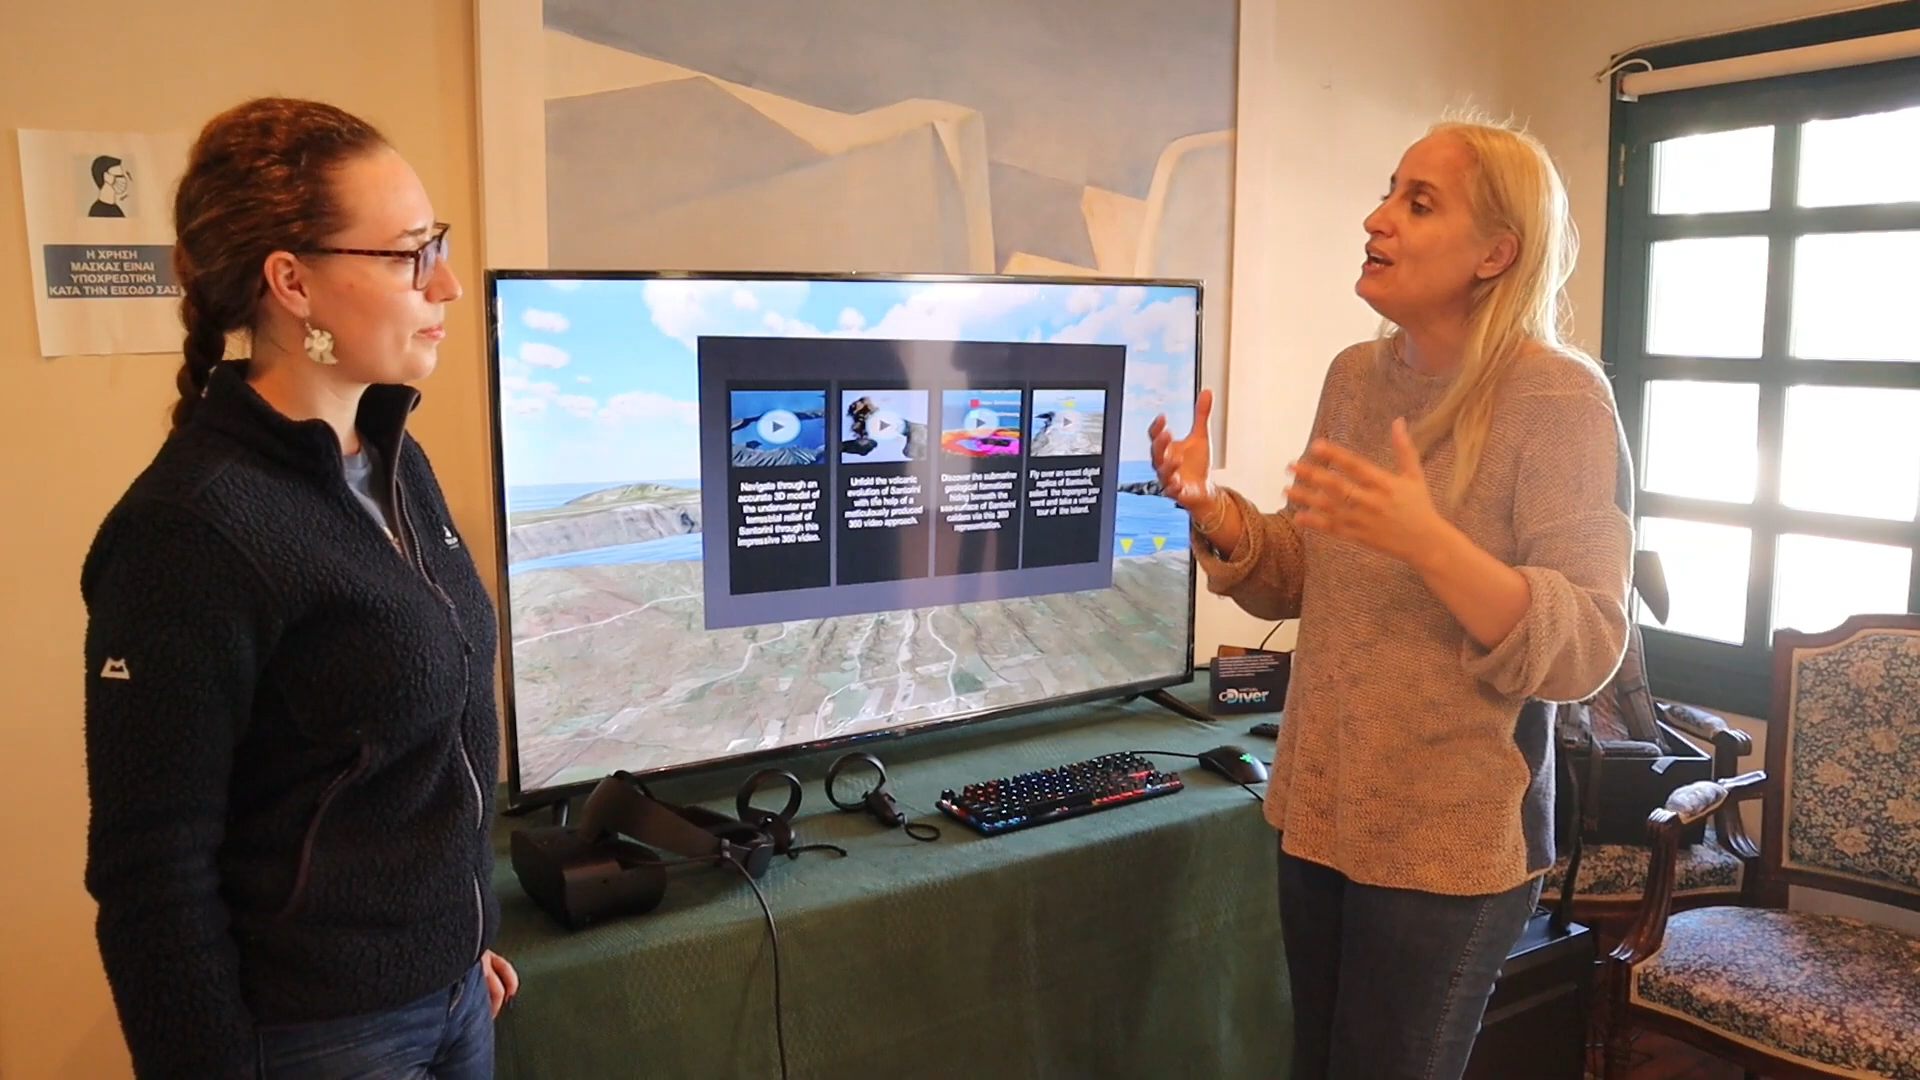 Η ΧΡΗΣΗ
ΜΑΣΚΑΣ ΕΙΝΑΙ
ΥΠΟΧΡΕΩΤΙΚΗ
ΚΑΤΑ ΤΗΝ ΕΙΣΟΔΟ ΣΑΣ
Navigate through an
accurate 3D model of
the underwater and
terrestrial relief of
Santorini through this
impressive 360 video.
Unfold the volcanic
evolution of Santorini
with the help of a
meticulously produced
360 video approach.
Discover the submarine
geological formations
hiding beneath the
sea-surface of Santorini
caldera via this 360
representation.
Fly over an exact digital
replica of Santorini,
select the toponym you
want and take a virtual
tour of the island.
VIRTUAL
Diver